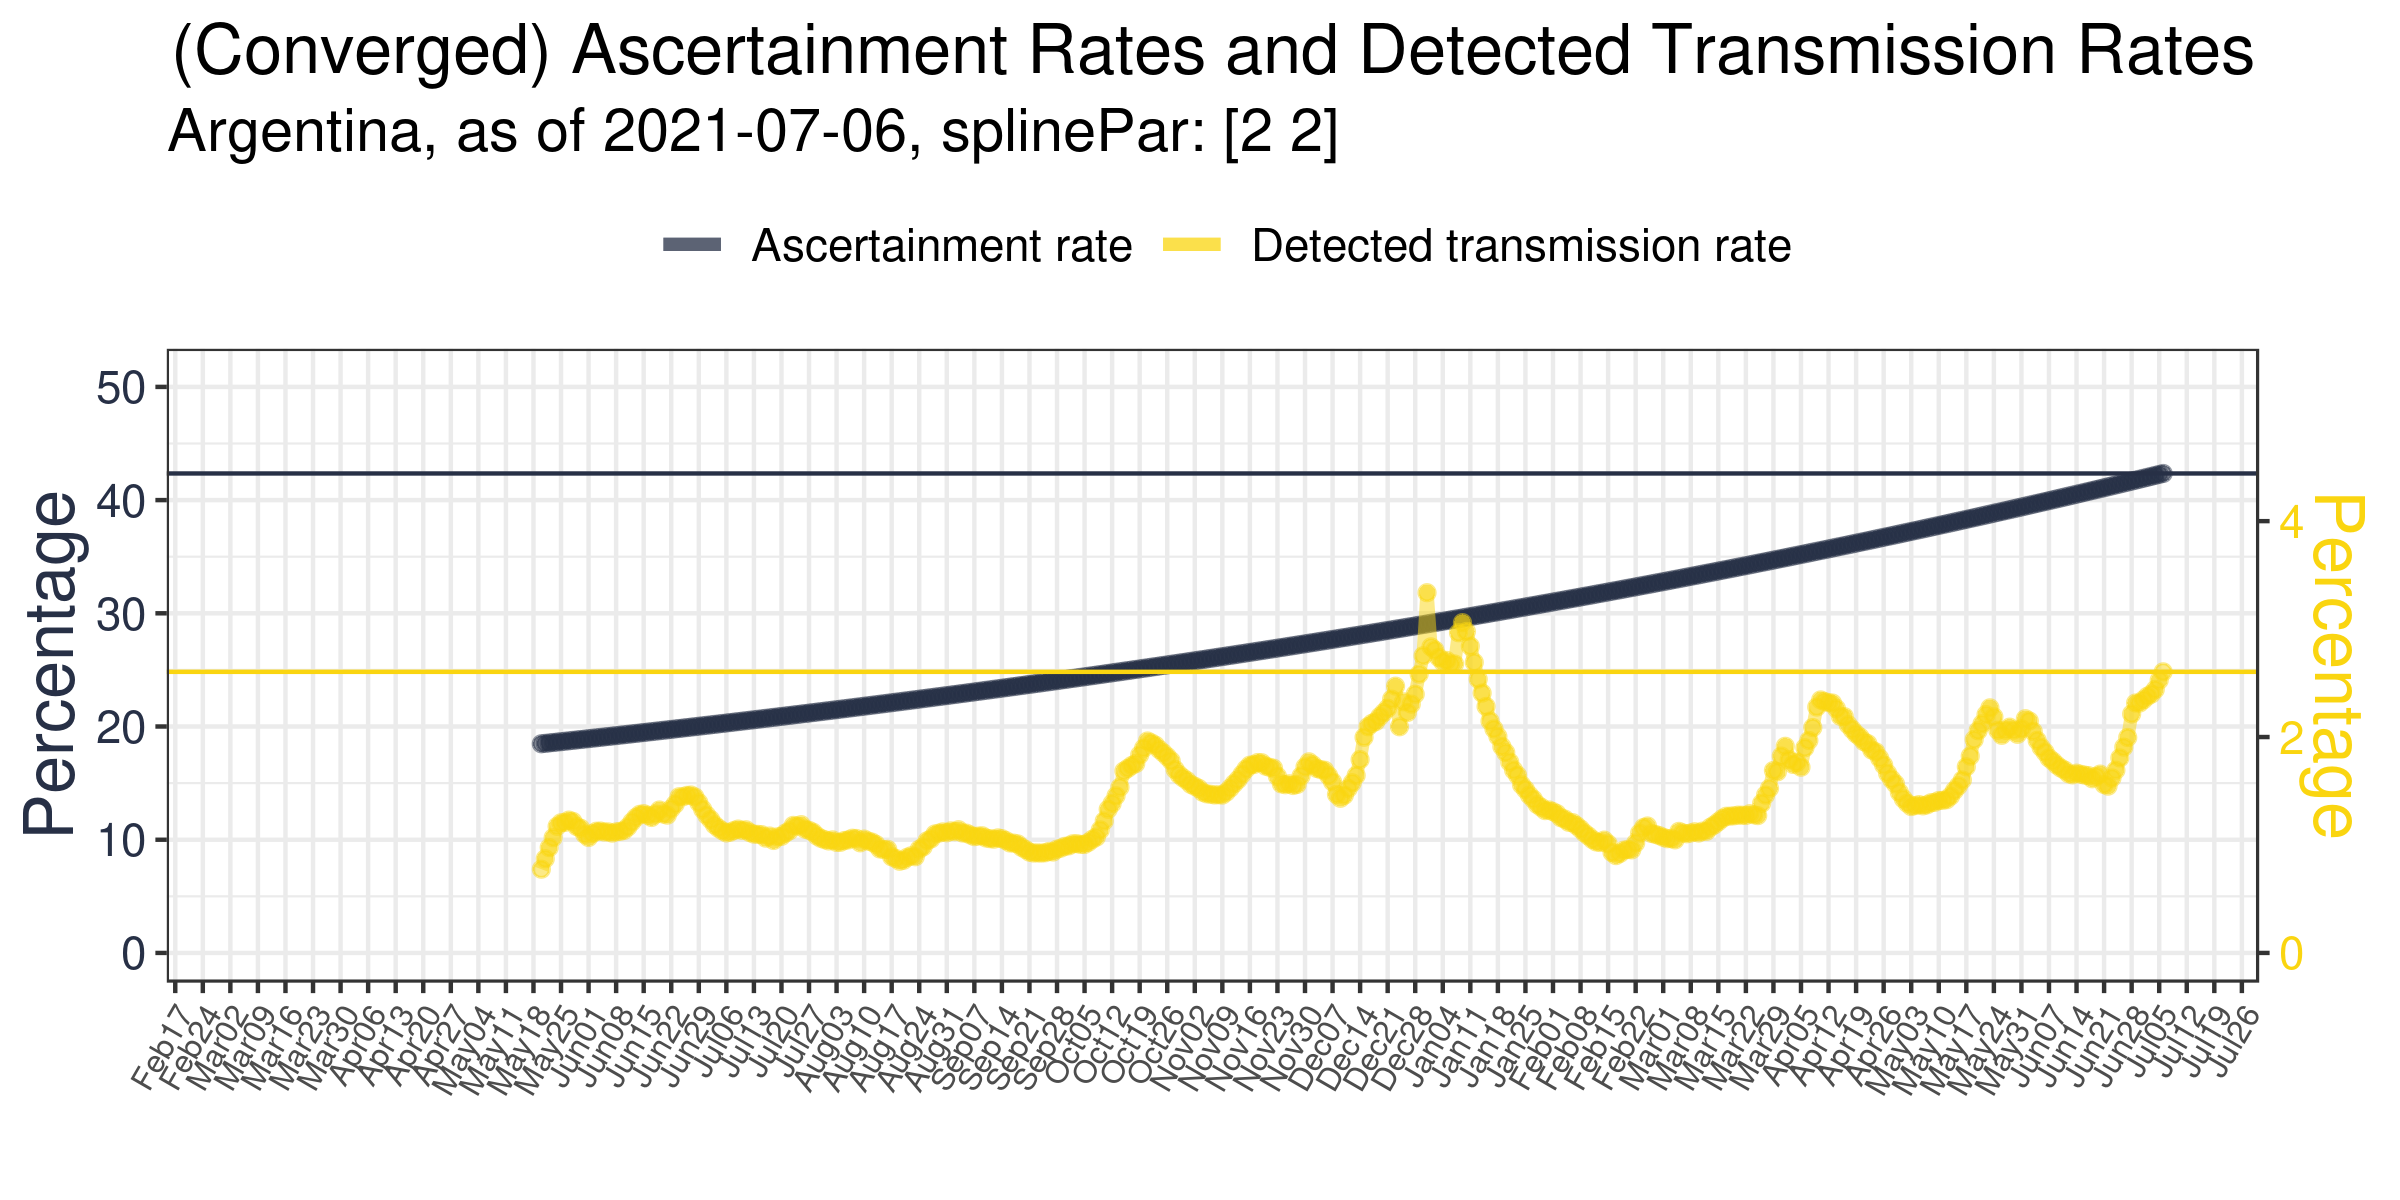 (Converged) Ascertainment Rates and Detected Transmission Rates
Argentina, as of 2021-07-06, splinePar: [2 2]
Ascertainment rate Detected transmission rate
Percentage
50
40
30
20
10
0
4
2
0
Percentage
Feb17 Feb24 Mar02 Mar09 Mar16 Mar23 Mar30 Apr06 Apr13 Apr20 Apr27 May04 May11 May18 May25 Jun01 Jun08 Jun15 Jun22 Jun29 Jul06 Jul13 Jul20 Jul27 Aug03 Aug10 Aug17 Aug24 Aug31 Sep07 Sep14 Sep21 Sep28 Oct05 Oct12 Oct19 Oct26 Nov02 Nov09 Nov16 Nov23 Nov30 Dec07 Dec14 Dec21 Dec28 Jan04 Jan11 Jan18 Jan25 Feb01 Feb08 Feb15 Feb22 Mar01 Mar08 Mar15 Mar22 Mar29 Apr05 Apr12 Apr19 Apr26 May03 May10 May17 May24 May31 Jun07 Jun14 Jun21 Jun28 Jul05 Jul12 Jul19 Jul26